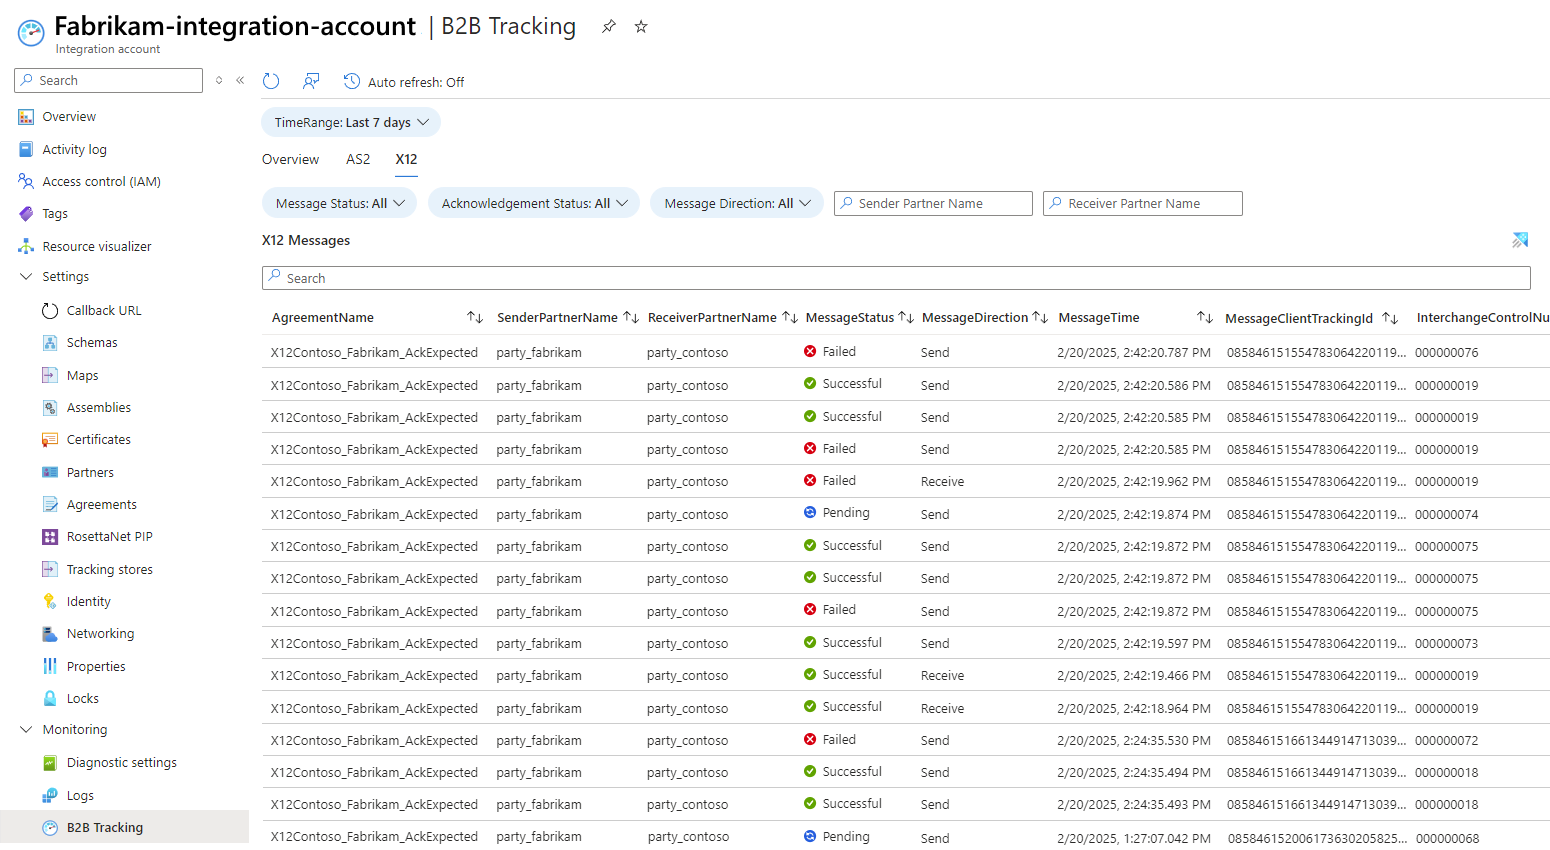 Fabrikam-integration-account | B2B Tracking
Integration account
Search
Auto refresh: Off
Overview
Activity log
Access control (IAM)
Tags
Resource visualizer
Settings
Callback URL
Schemas
Maps
Assemblies
Certificates
Partners
Agreements
RosettaNet PIP
Tracking stores
Identity
Networking
Properties
Locks
Monitoring
Diagnostic settings
Logs
B2B Tracking
TimeRange: Last 7 days
Overview AS2 X12
Message Status: All Acknowledgement Status: All Message Direction: All Sender Partner Name Receiver Partner Name
X12 Messages
Search
AgreementName SenderPartnerName ReceiverPartnerName MessageStatus MessageDirection MessageTime MessageClientTrackingId InterchangeControlNu
X12Contoso_Fabrikam_AckExpected party_fabrikam party_contoso Failed Send 2/20/2025, 2:42:20.787 PM 085846151554783064220119... 000000076
X12Contoso_Fabrikam_AckExpected party_fabrikam party_contoso Successful Send 2/20/2025, 2:42:20.586 PM 085846151554783064220119... 000000019
X12Contoso_Fabrikam_AckExpected party_fabrikam party_contoso Successful Send 2/20/2025, 2:42:20.585 PM 085846151554783064220119... 000000019
X12Contoso_Fabrikam_AckExpected party_fabrikam party_contoso Failed Send 2/20/2025, 2:42:20.585 PM 085846151554783064220119... 000000019
X12Contoso_Fabrikam_AckExpected party_fabrikam party_contoso Failed Receive 2/20/2025, 2:42:19.962 PM 085846151554783064220119... 000000019
X12Contoso_Fabrikam_AckExpected party_fabrikam party_contoso Pending Send 2/20/2025, 2:42:19.874 PM 085846151554783064220119... 000000074
X12Contoso_Fabrikam_AckExpected party_fabrikam party_contoso Successful Send 2/20/2025, 2:42:19.872 PM 085846151554783064220119... 000000075
X12Contoso_Fabrikam_AckExpected party_fabrikam party_contoso Successful Send 2/20/2025, 2:42:19.872 PM 085846151554783064220119... 000000075
X12Contoso_Fabrikam_AckExpected party_fabrikam party_contoso Failed Send 2/20/2025, 2:42:19.872 PM 085846151554783064220119... 000000075
X12Contoso_Fabrikam_AckExpected party_fabrikam party_contoso Successful Send 2/20/2025, 2:42:19.597 PM 085846151554783064220119... 000000073
X12Contoso_Fabrikam_AckExpected party_fabrikam party_contoso Successful Receive 2/20/2025, 2:42:19.466 PM 085846151554783064220119... 000000019
X12Contoso_Fabrikam_AckExpected party_fabrikam party_contoso Successful Receive 2/20/2025, 2:42:18.964 PM 085846151554783064220119... 000000019
X12Contoso_Fabrikam_AckExpected party_fabrikam party_contoso Failed Send 2/20/2025, 2:24:35.530 PM 085846151661344914713039... 000000072
X12Contoso_Fabrikam_AckExpected party_fabrikam party_contoso Successful Send 2/20/2025, 2:24:35.494 PM 085846151661344914713039... 000000018
X12Contoso_Fabrikam_AckExpected party_fabrikam party_contoso Successful Send 2/20/2025, 2:24:35.493 PM 085846151661344914713039... 000000018
X12Contoso_Fabrikam_AckExpected party_fabrikam party_contoso Pending Send 2/20/2025, 1:27:07.042 PM 085846152006173630205825... 000000068